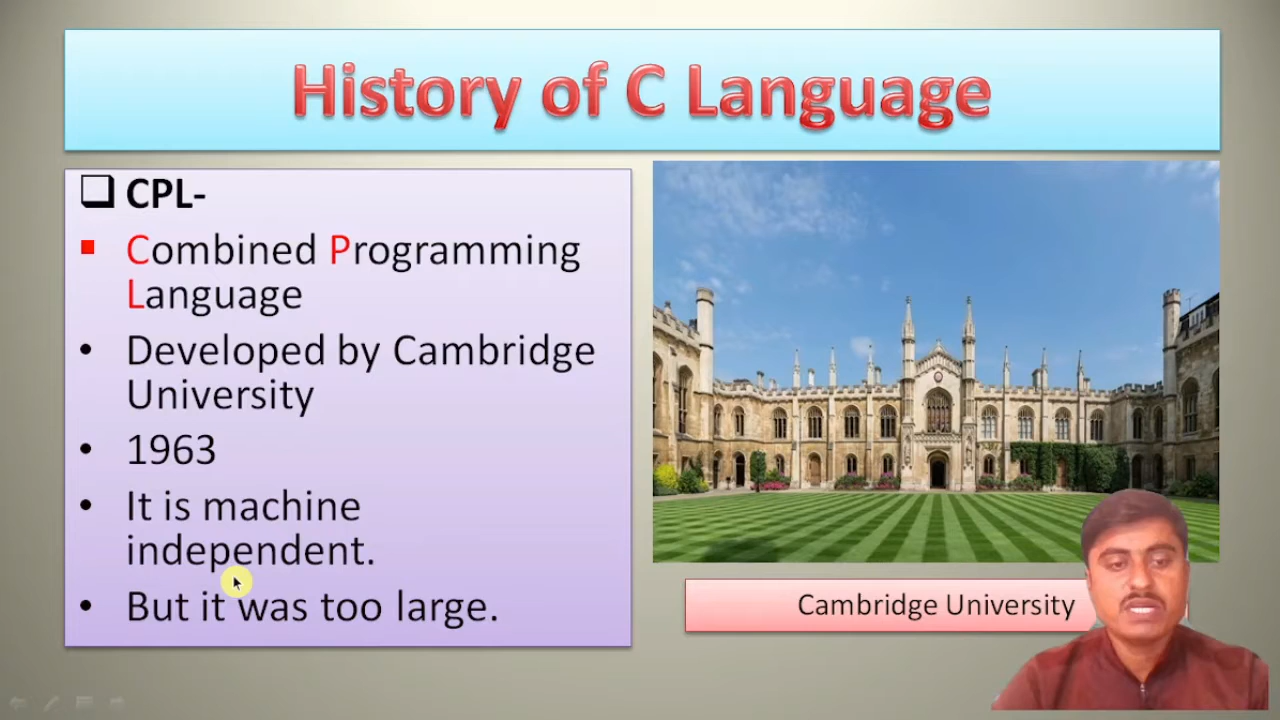 History of C Language
CPL-
Combined Programming
Language
Developed by Cambridge
University
1963
It is machine
independent.
But it was too large.
Cambridge University